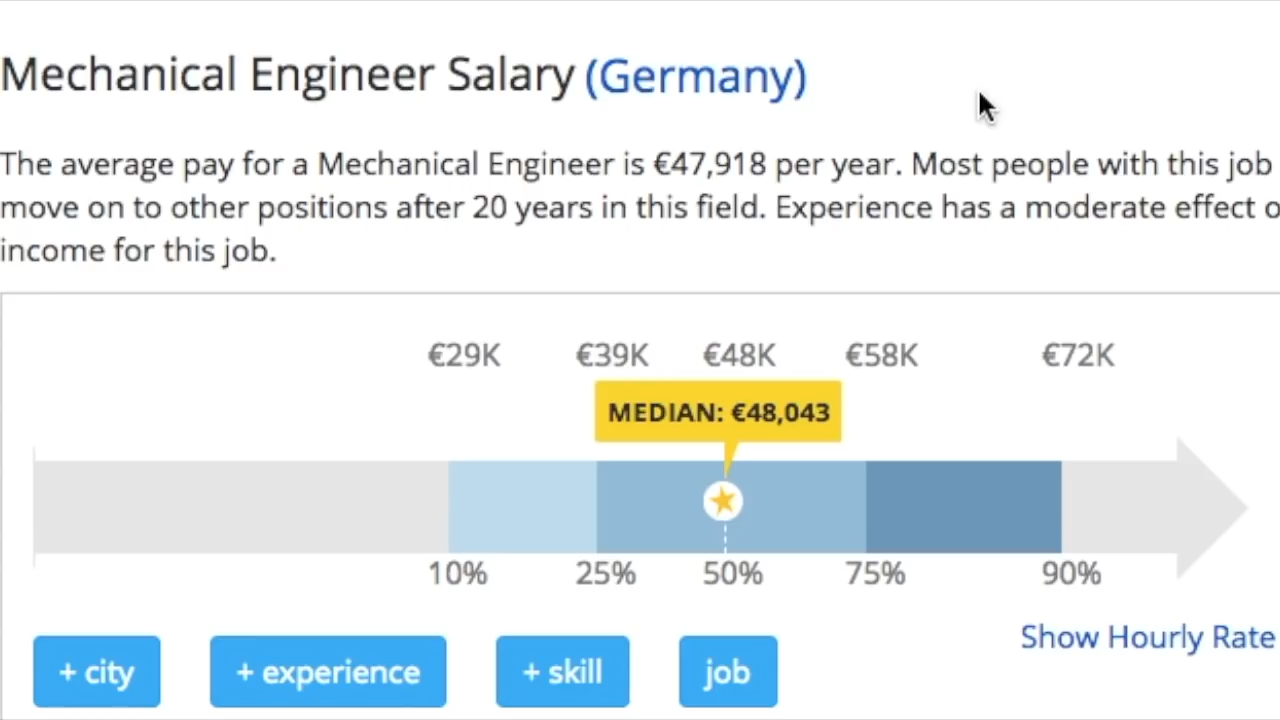 Mechanical Engineer Salary (Germany)
The average pay for a Mechanical Engineer is €47,918 per year. Most people with this job
move on to other positions after 20 years in this field. Experience has a moderate effect
income for this job.
€29K €39K €48K €58K €72K
MEDIAN: €48,043
10% 25% 50% 75% 90%
Show Hourly Rate
+ city + experience + skill job